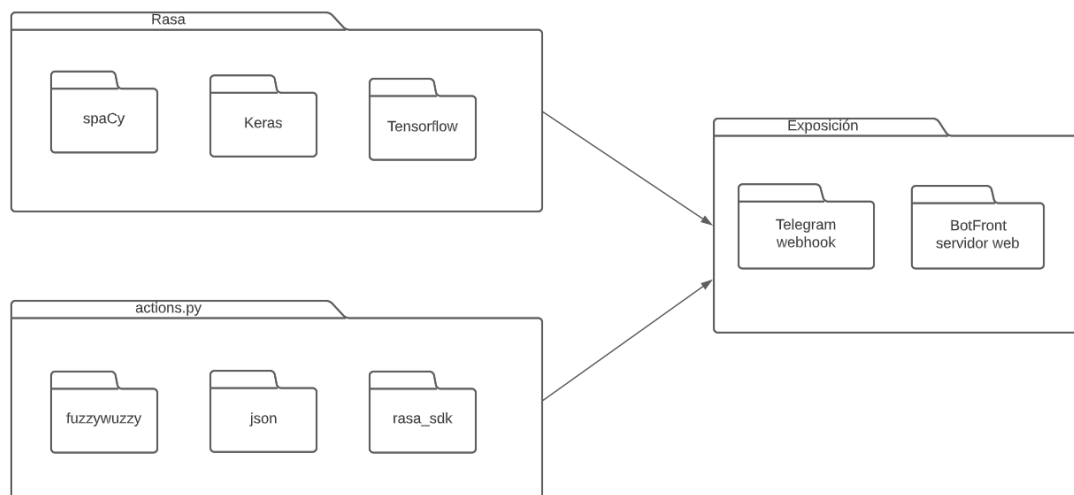 Rasa
spaCy
Keras
Tensorflow
Exposición
Telegram
webhook
BotFront
servidor web
actions.py
fuzzywuzzy
json
rasa_sdk